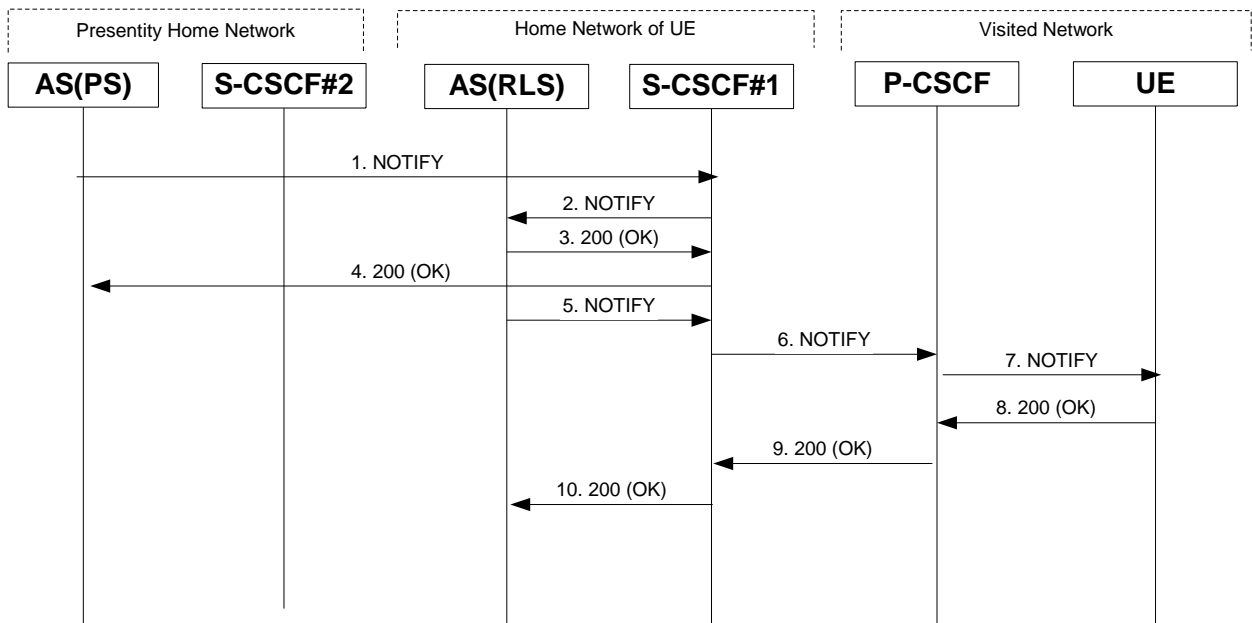 Presentity Home Network
Home Network of UE
Visited Network
AS(PS)
S-CSCF#2
AS(RLS)
S-CSCF#1
P-CSCF
UE
1. NOTIFY
2. NOTIFY
3. 200 (OK)
4. 200 (OK)
5. NOTIFY
6. NOTIFY
7. NOTIFY
8. 200 (OK)
9. 200 (OK)
10. 200 (OK)